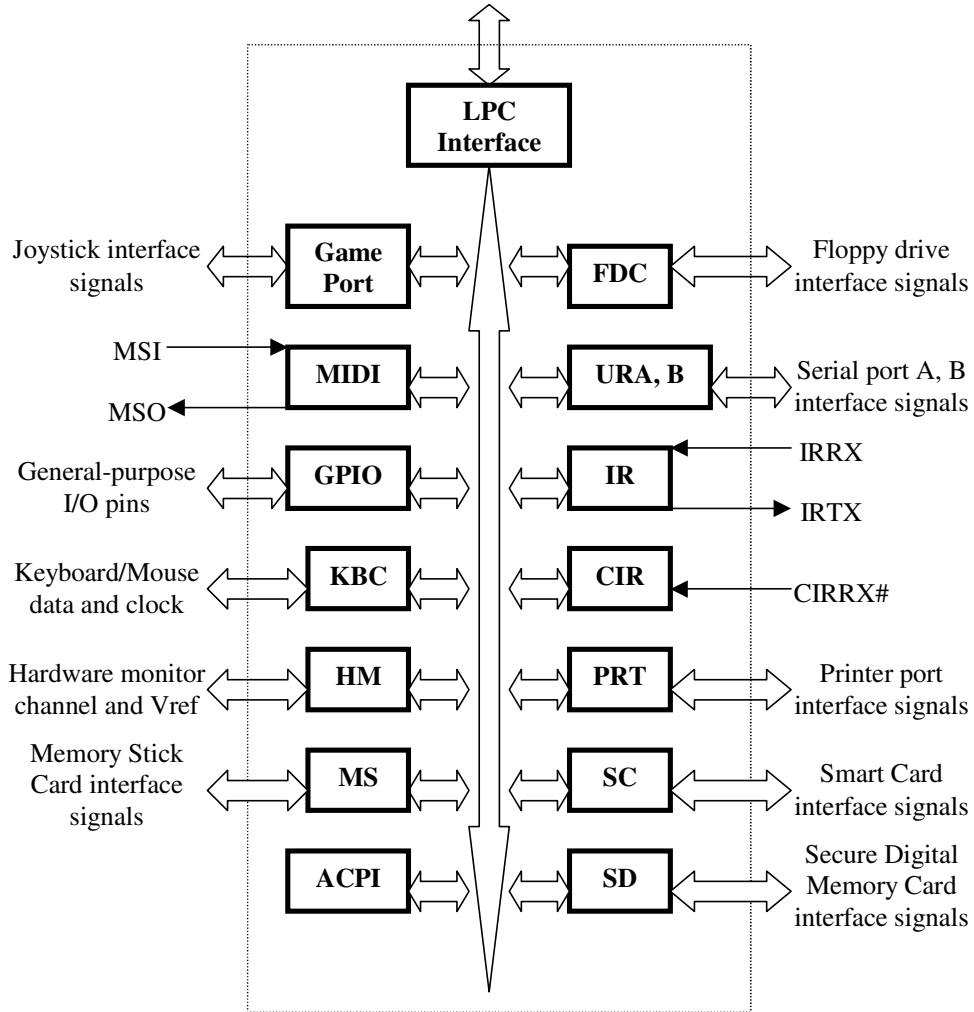 LPC
Interface
Joystick interface
signals
Game
Port
FDC
Floppy drive
interface signals
MSI
MSO
MIDI
URA, B
Serial port A, B
interface signals
General-purpose
I/O pins
GPIO
IR
IRRX
IRTX
Keyboard/Mouse
data and clock
KBC
CIR
CIRRX#
Hardware monitor
channel and Vref
HM
PRT
Printer port
interface signals
Memory Stick
Card interface
signals
MS
SC
Smart Card
interface signals
ACPI
SD
Secure Digital
Memory Card
interface signals